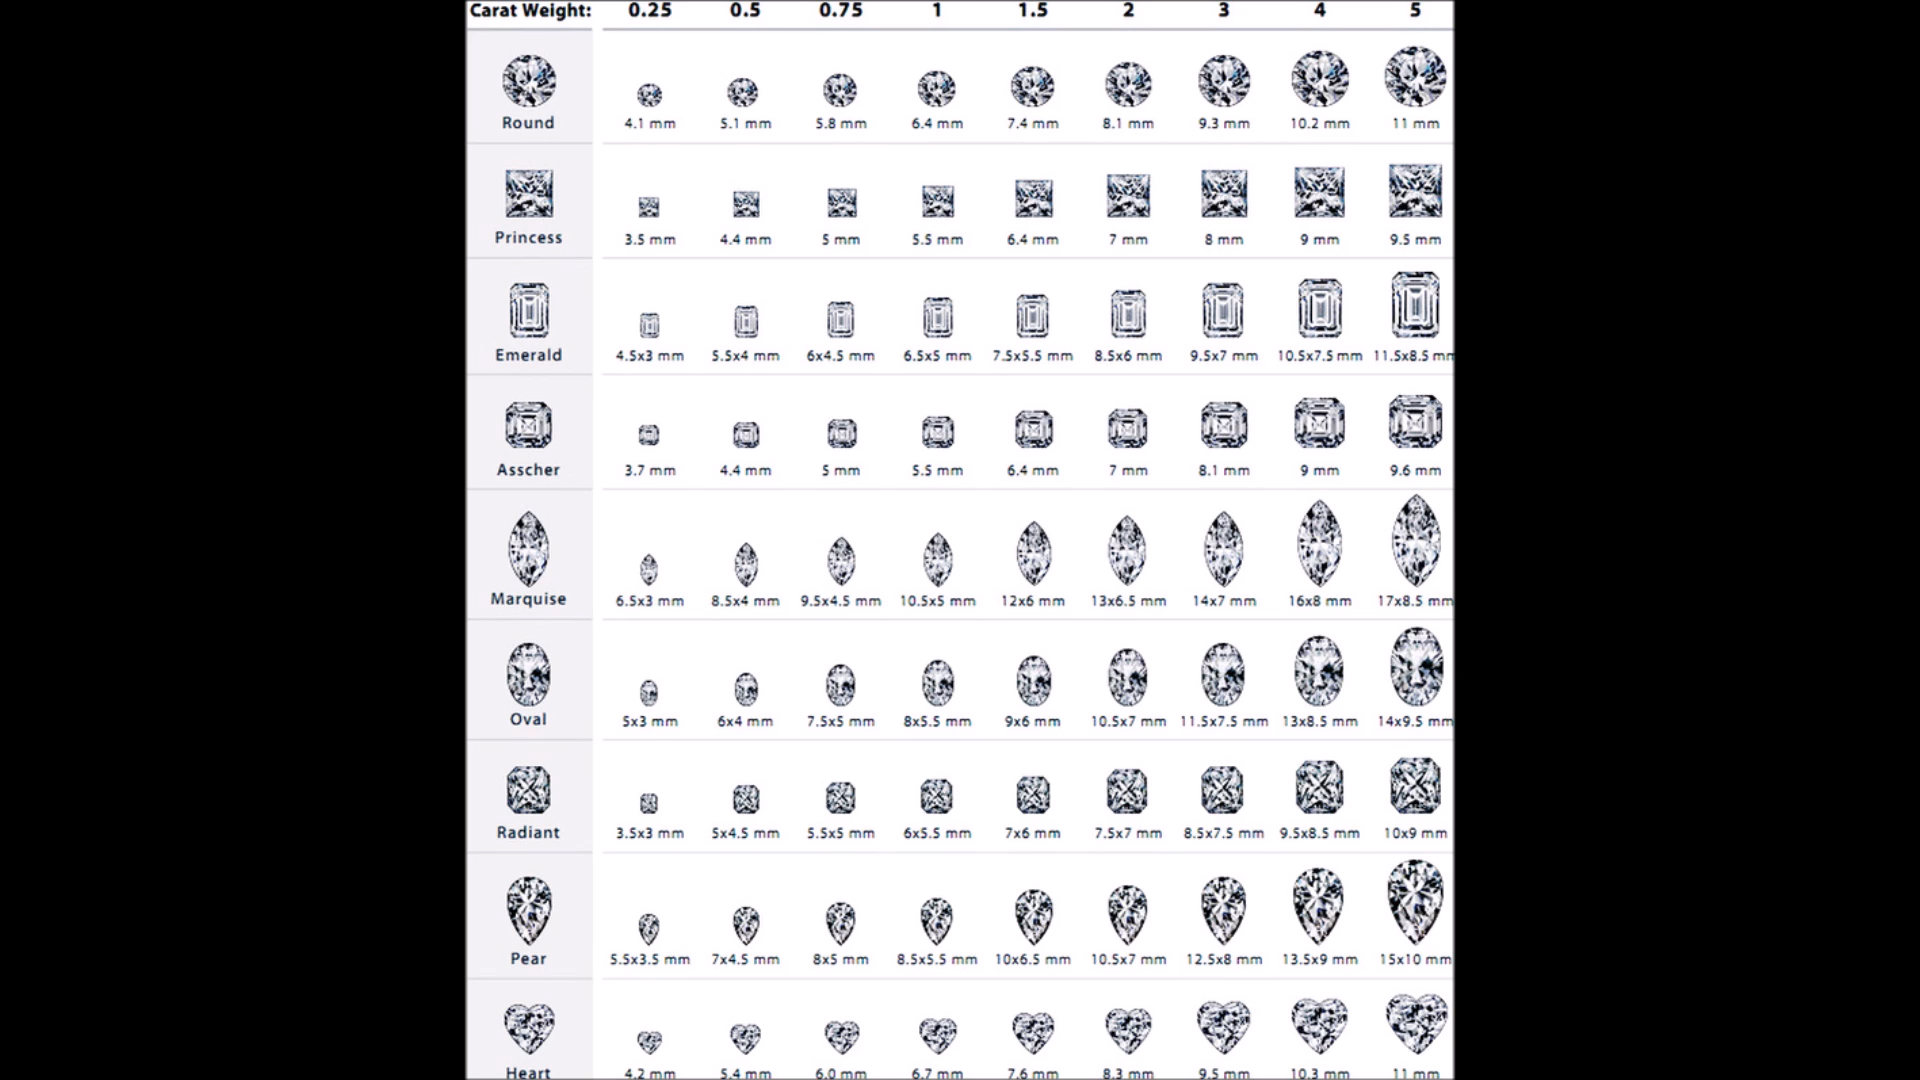 Carat Weight: 0.25 0.5 0.75 1 1.5 2 3 4 5
Round 4.1 mm 5.1 mm 5.8 mm 6.4 mm 7.4 mm 8.1 mm 9.3 mm 10.2 mm 11 mm
Princess 3.5 mm 4.4 mm 5 mm 5.5 mm 6.4 mm 7 mm 8 mm 9 mm 9.5 mm
Emerald 4.5x3 mm 5.5x4 mm 6x4.5 mm 6.5x5 mm 7.5x5.5 mm 8.5x6 mm 9.5x7 mm 10.5x7.5 mm 11.5x8.5 mm
Asscher 3.7 mm 4.4 mm 5 mm 5.5 mm 6.4 mm 7 mm 8.1 mm 9 mm 9.6 mm
Marquise 6.5x3 mm 8.5x4 mm 9.5x4.5 mm 10.5x5 mm 12x6 mm 13x6.5 mm 14x7 mm 16x8 mm 17x8.5 mm
Oval 5x3 mm 6x4 mm 7.5x5 mm 8x5.5 mm 9x6 mm 10.5x7 mm 11.5x7.5 mm 13x8.5 mm 14x9.5 mm
Radiant 3.5x3 mm 5x4.5 mm 5.5x5 mm 6x5.5 mm 7x6 mm 7.5x7 mm 8.5x7.5 mm 9.5x8.5 mm 10x9 mm
Pear 5.5x3.5 mm 7x4.5 mm 8x5 mm 8.5x5.5 mm 10x6.5 mm 10.5x7 mm 12.5x8 mm 13.5x9 mm 15x10 mm
Heart 4.2 mm 5.4 mm 6.0 mm 6.7 mm 7.6 mm 8.3 mm 9.5 mm 10.3 mm 11 mm